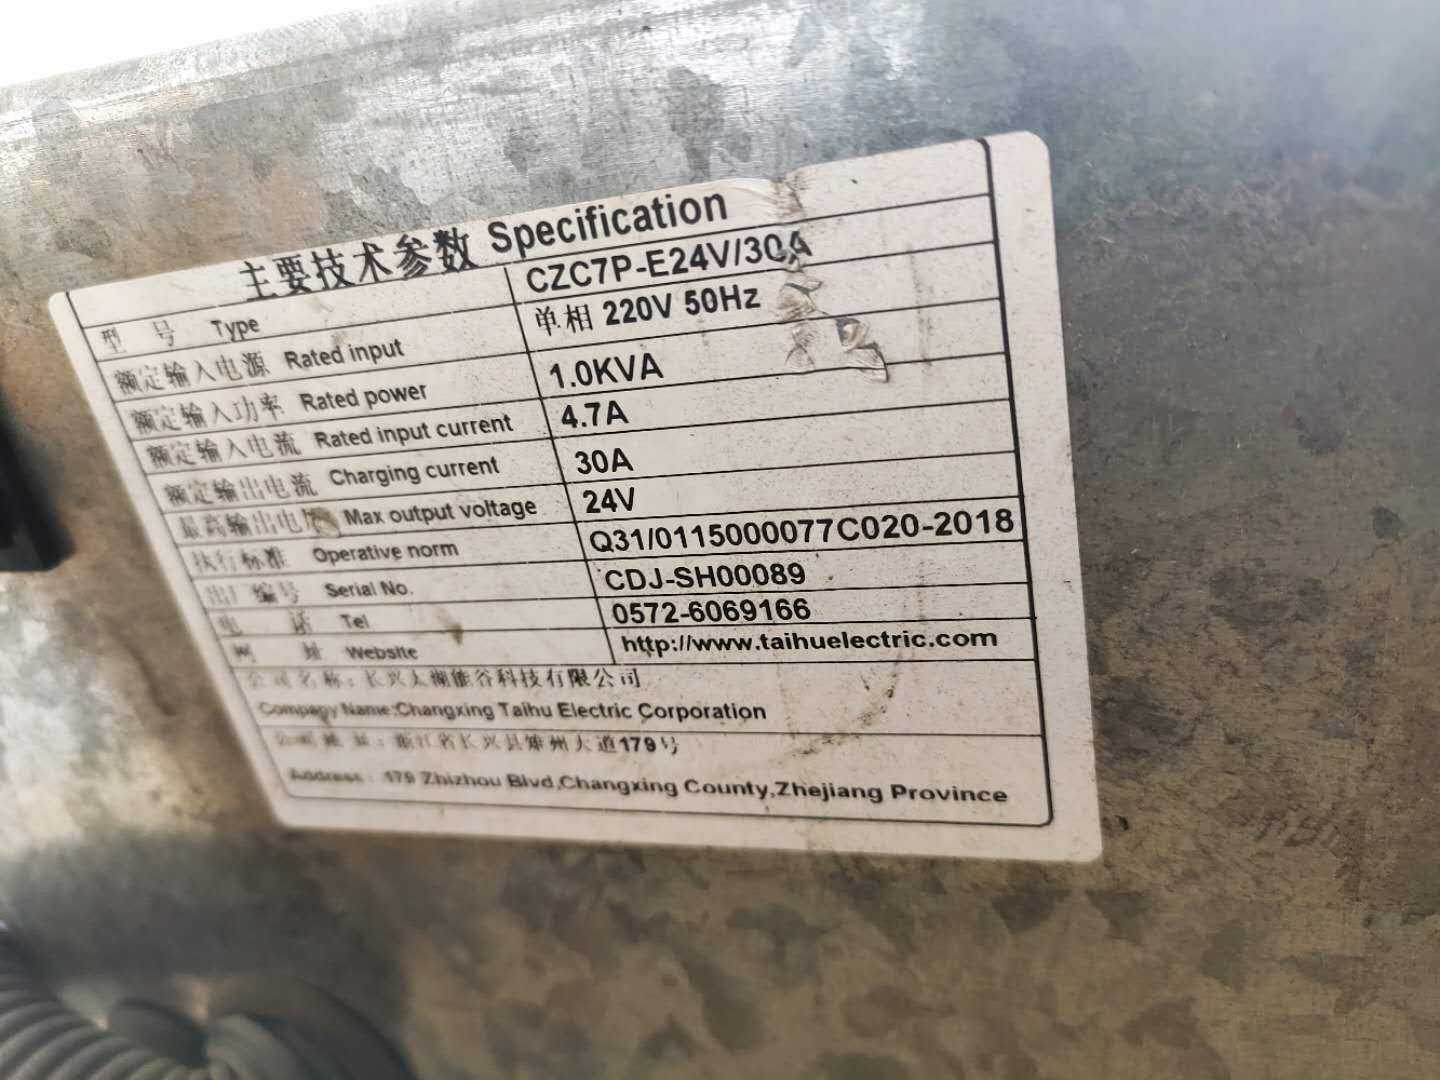 主要技术参数 Specification
型 号 Type CZC7P-E24V/30A
额定输入电源 Rated input 单相 220V 50Hz
额定输入功率 Rated power 1.0KVA
额定输入电流 Rated input current 4.7A
额定输出电流 Charging current 30A
最高输出电压 Max output voltage 24V
执行标准 Operative norm Q31/0115000077C020-2018
出厂编号 Serial No. CDJ-SH00089
电 话 Tel 0572-6069166
网 址 Website http://www.taihuelectric.com
公司名称：长兴太湖能谷科技有限公司
Company Name:Changxing Taihu Electric Corporation
公司地址：浙江省长兴县雉州大道179号
Address：179 Zhizhou Blvd,Changxing County,Zhejiang Province